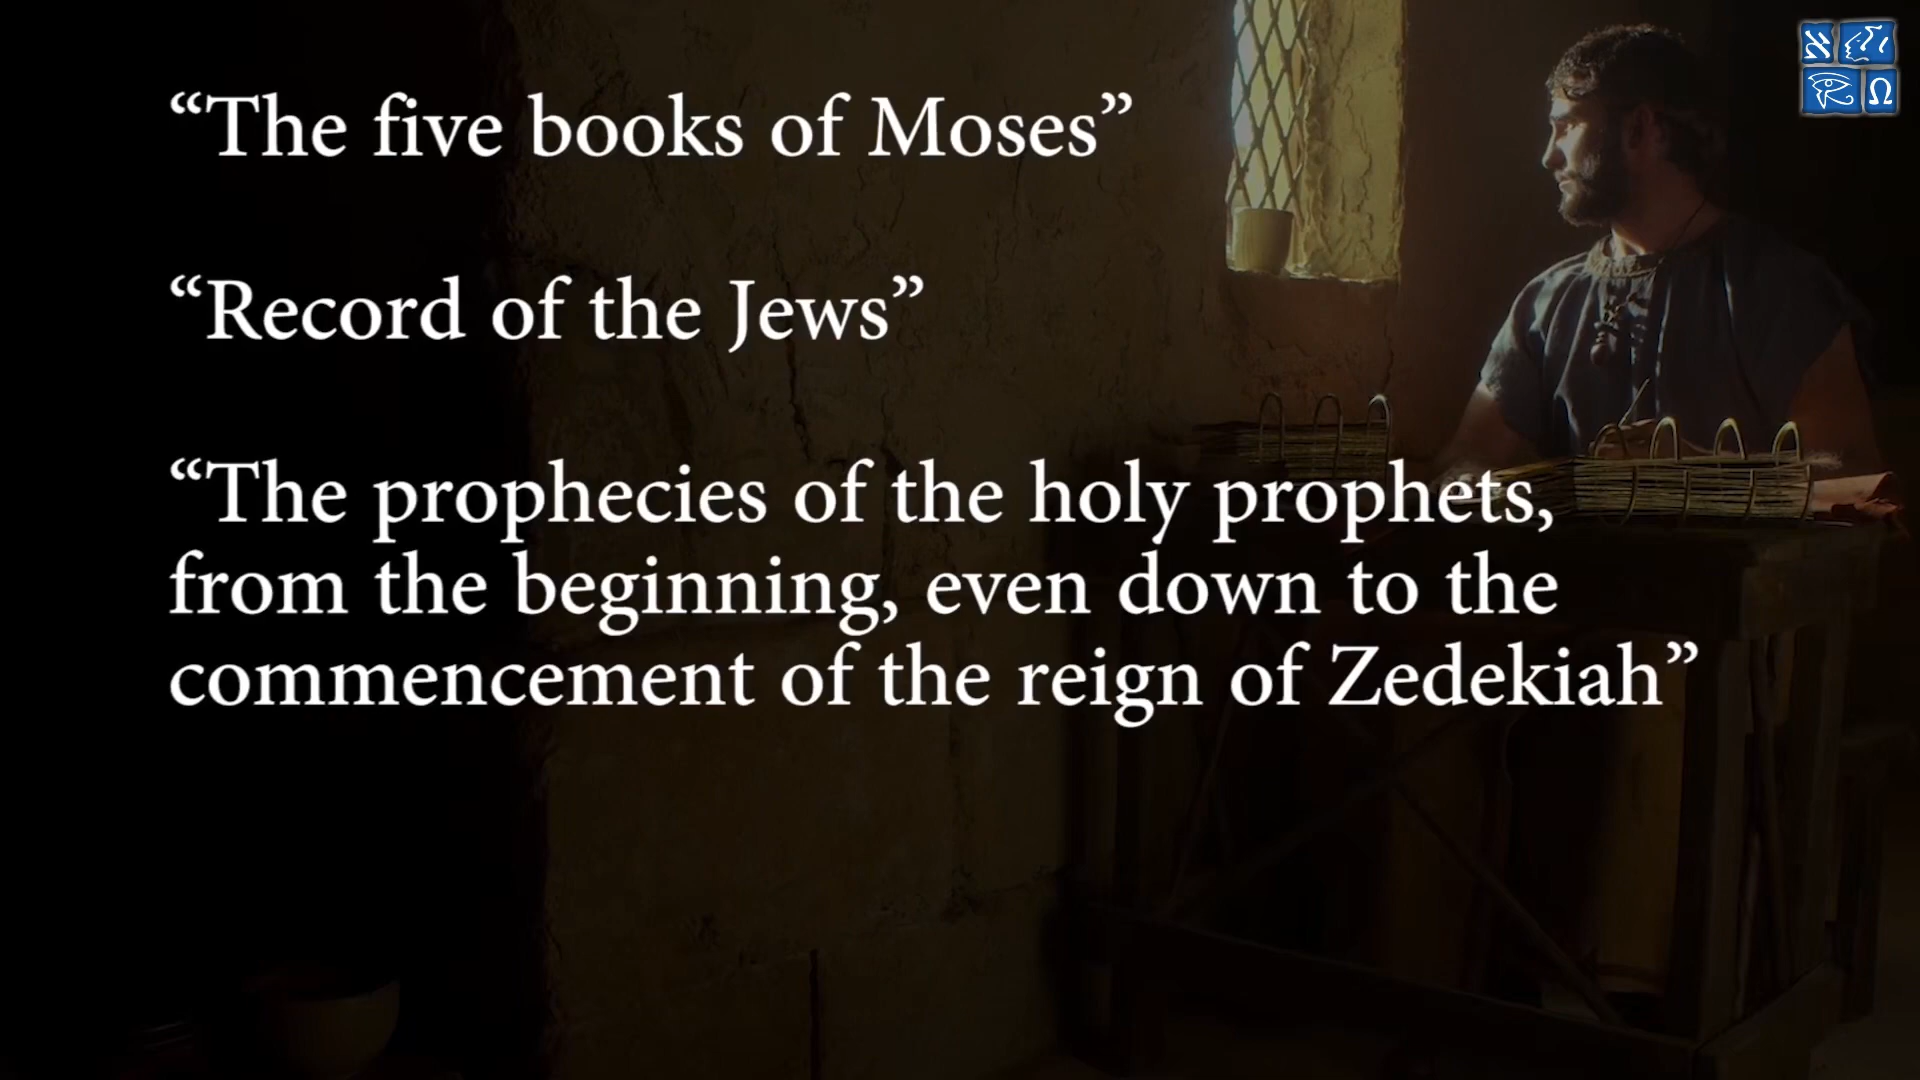 “The five books of Moses”
“Record of the Jews”
“The prophecies of the holy prophets,
from the beginning, even down to the
commencement of the reign of Zedekiah”